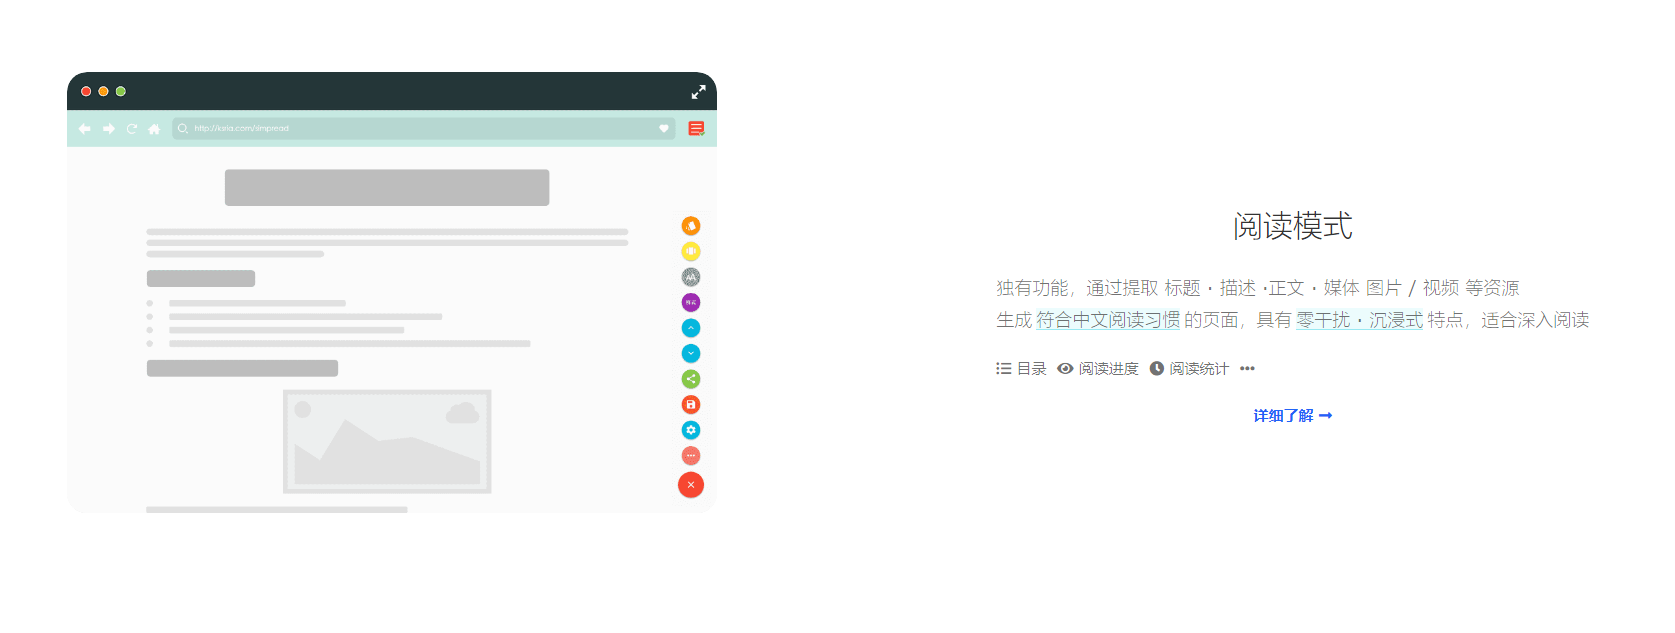 http://ksria.com/simpread
阅读模式
独有功能，通过提取 标题 · 描述 ·正文 · 媒体 图片 / 视频 等资源
生成 符合中文阅读习惯 的页面，具有 零干扰 · 沉浸式 特点，适合深入阅读
目录 阅读进度 阅读统计 •••
详细了解 →